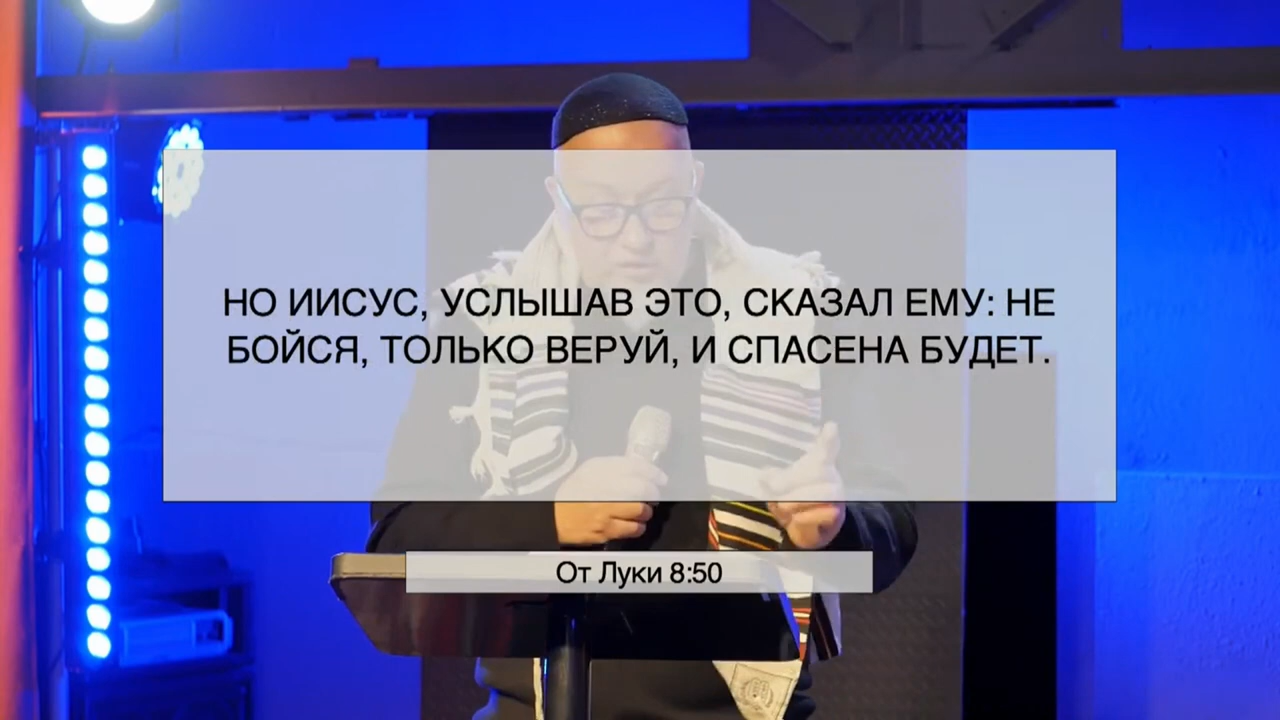 НО ИИСУС, УСЛЫШАВ ЭТО, СКАЗАЛ ЕМУ: НЕ
БОЙСЯ, ТОЛЬКО ВЕРУЙ, И СПАСЕНА БУДЕТ.
От Луки 8:50